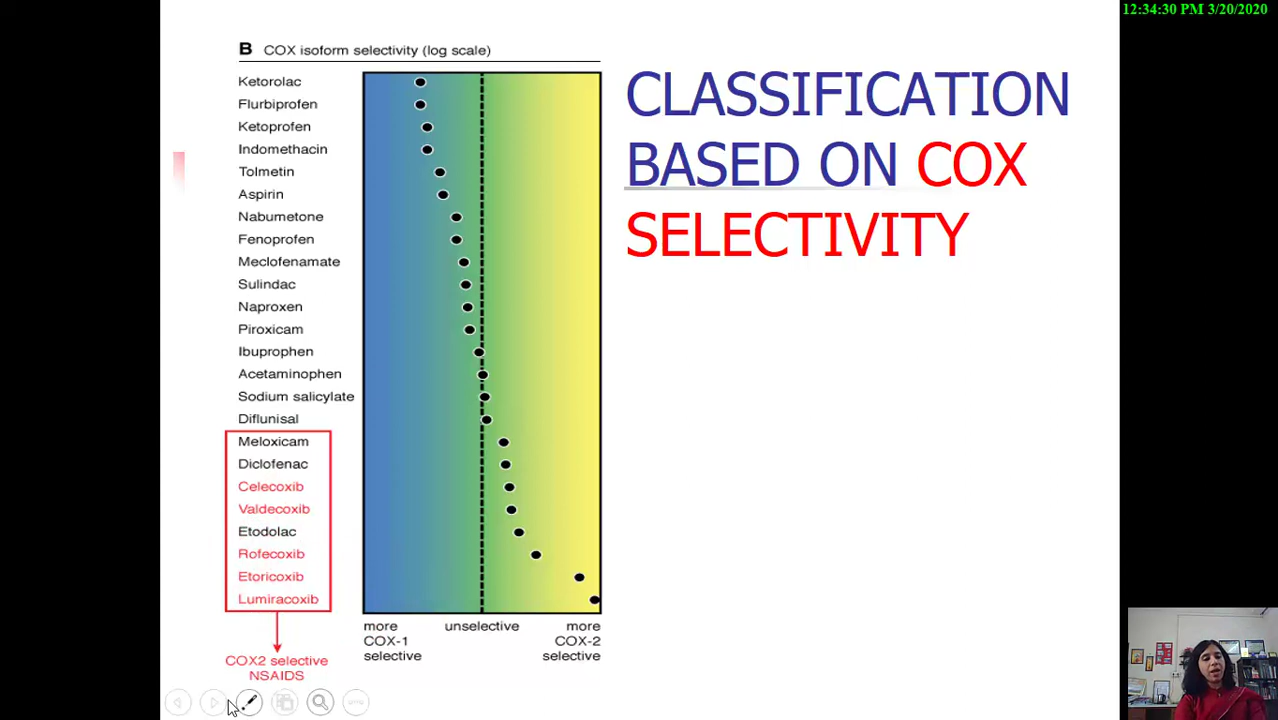 12:34:30 PM 3/20/2020
B COX isoform selectivity (log scale)
CLASSIFICATION
BASED ON COX
SELECTIVITY
Ketorolac
Flurbiprofen
Ketoprofen
Indomethacin
Tolmetin
Aspirin
Nabumetone
Fenoprofen
Meclofenamate
Sulindac
Naproxen
Piroxicam
Ibuprophen
Acetaminophen
Sodium salicylate
Diflunisal
Meloxicam
Diclofenac
Celecoxib
Valdecoxib
Etodolac
Rofecoxib
Etoricoxib
Lumiracoxib
more
COX-1
selective
unselective
more
COX-2
selective
COX2 selective
NSAIDS